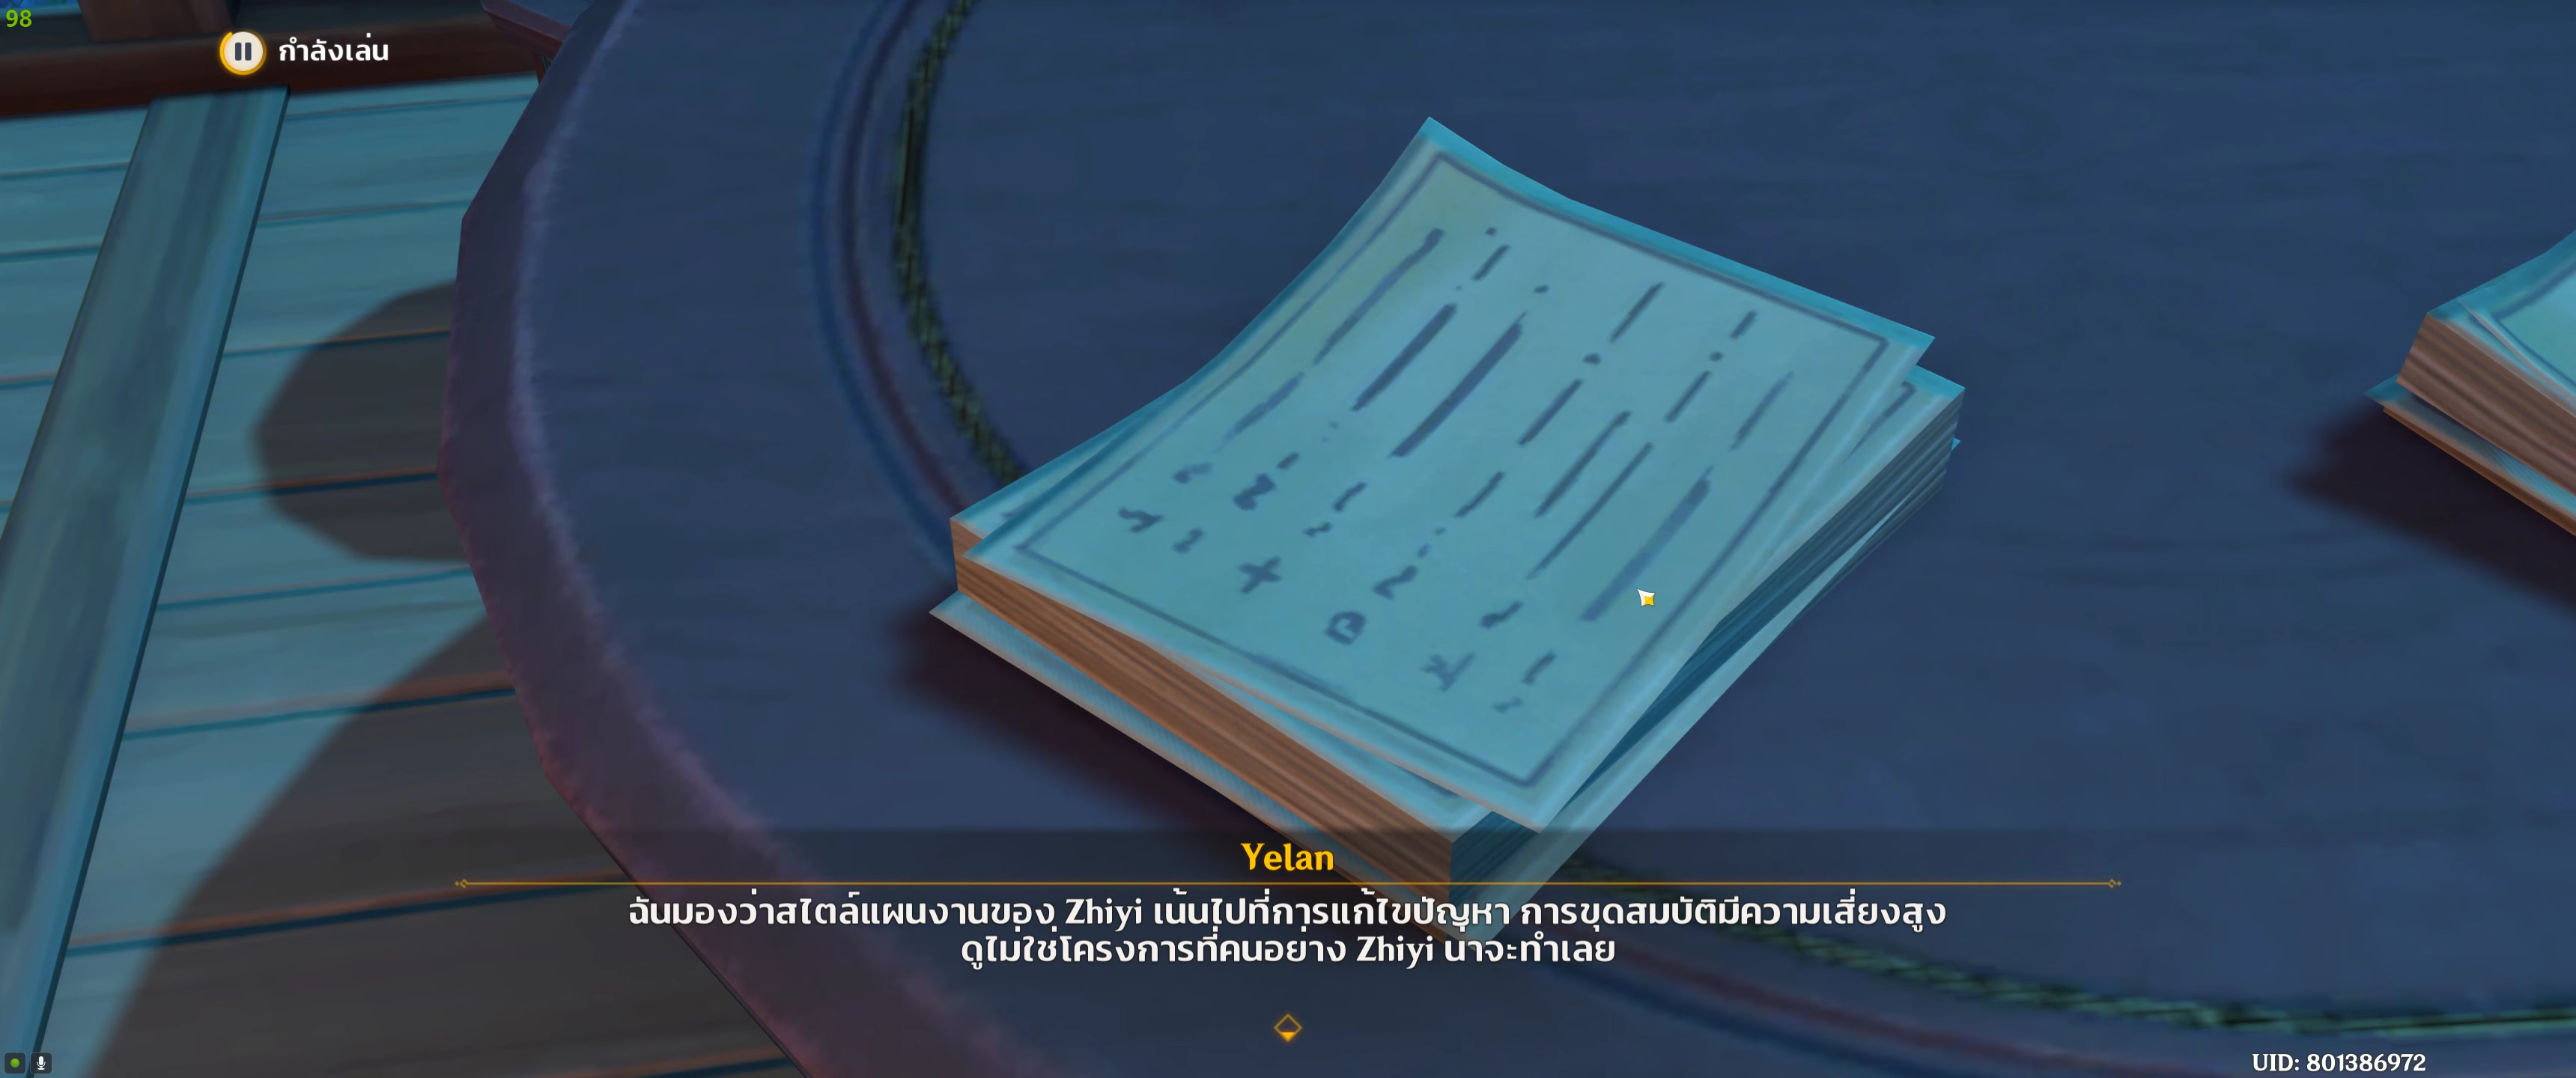 98
กำลังเล่น
Yelan
ฉันมองว่าสไตล์แผนงานของ Zhiyi เน้นไปที่การแก้ไขปัญหา การขุดสมบัติมีความเสี่ยงสูง
ดูไม่ใช่โครงการที่คนอย่าง Zhiyi น่าจะทำเลย
UID: 801386972